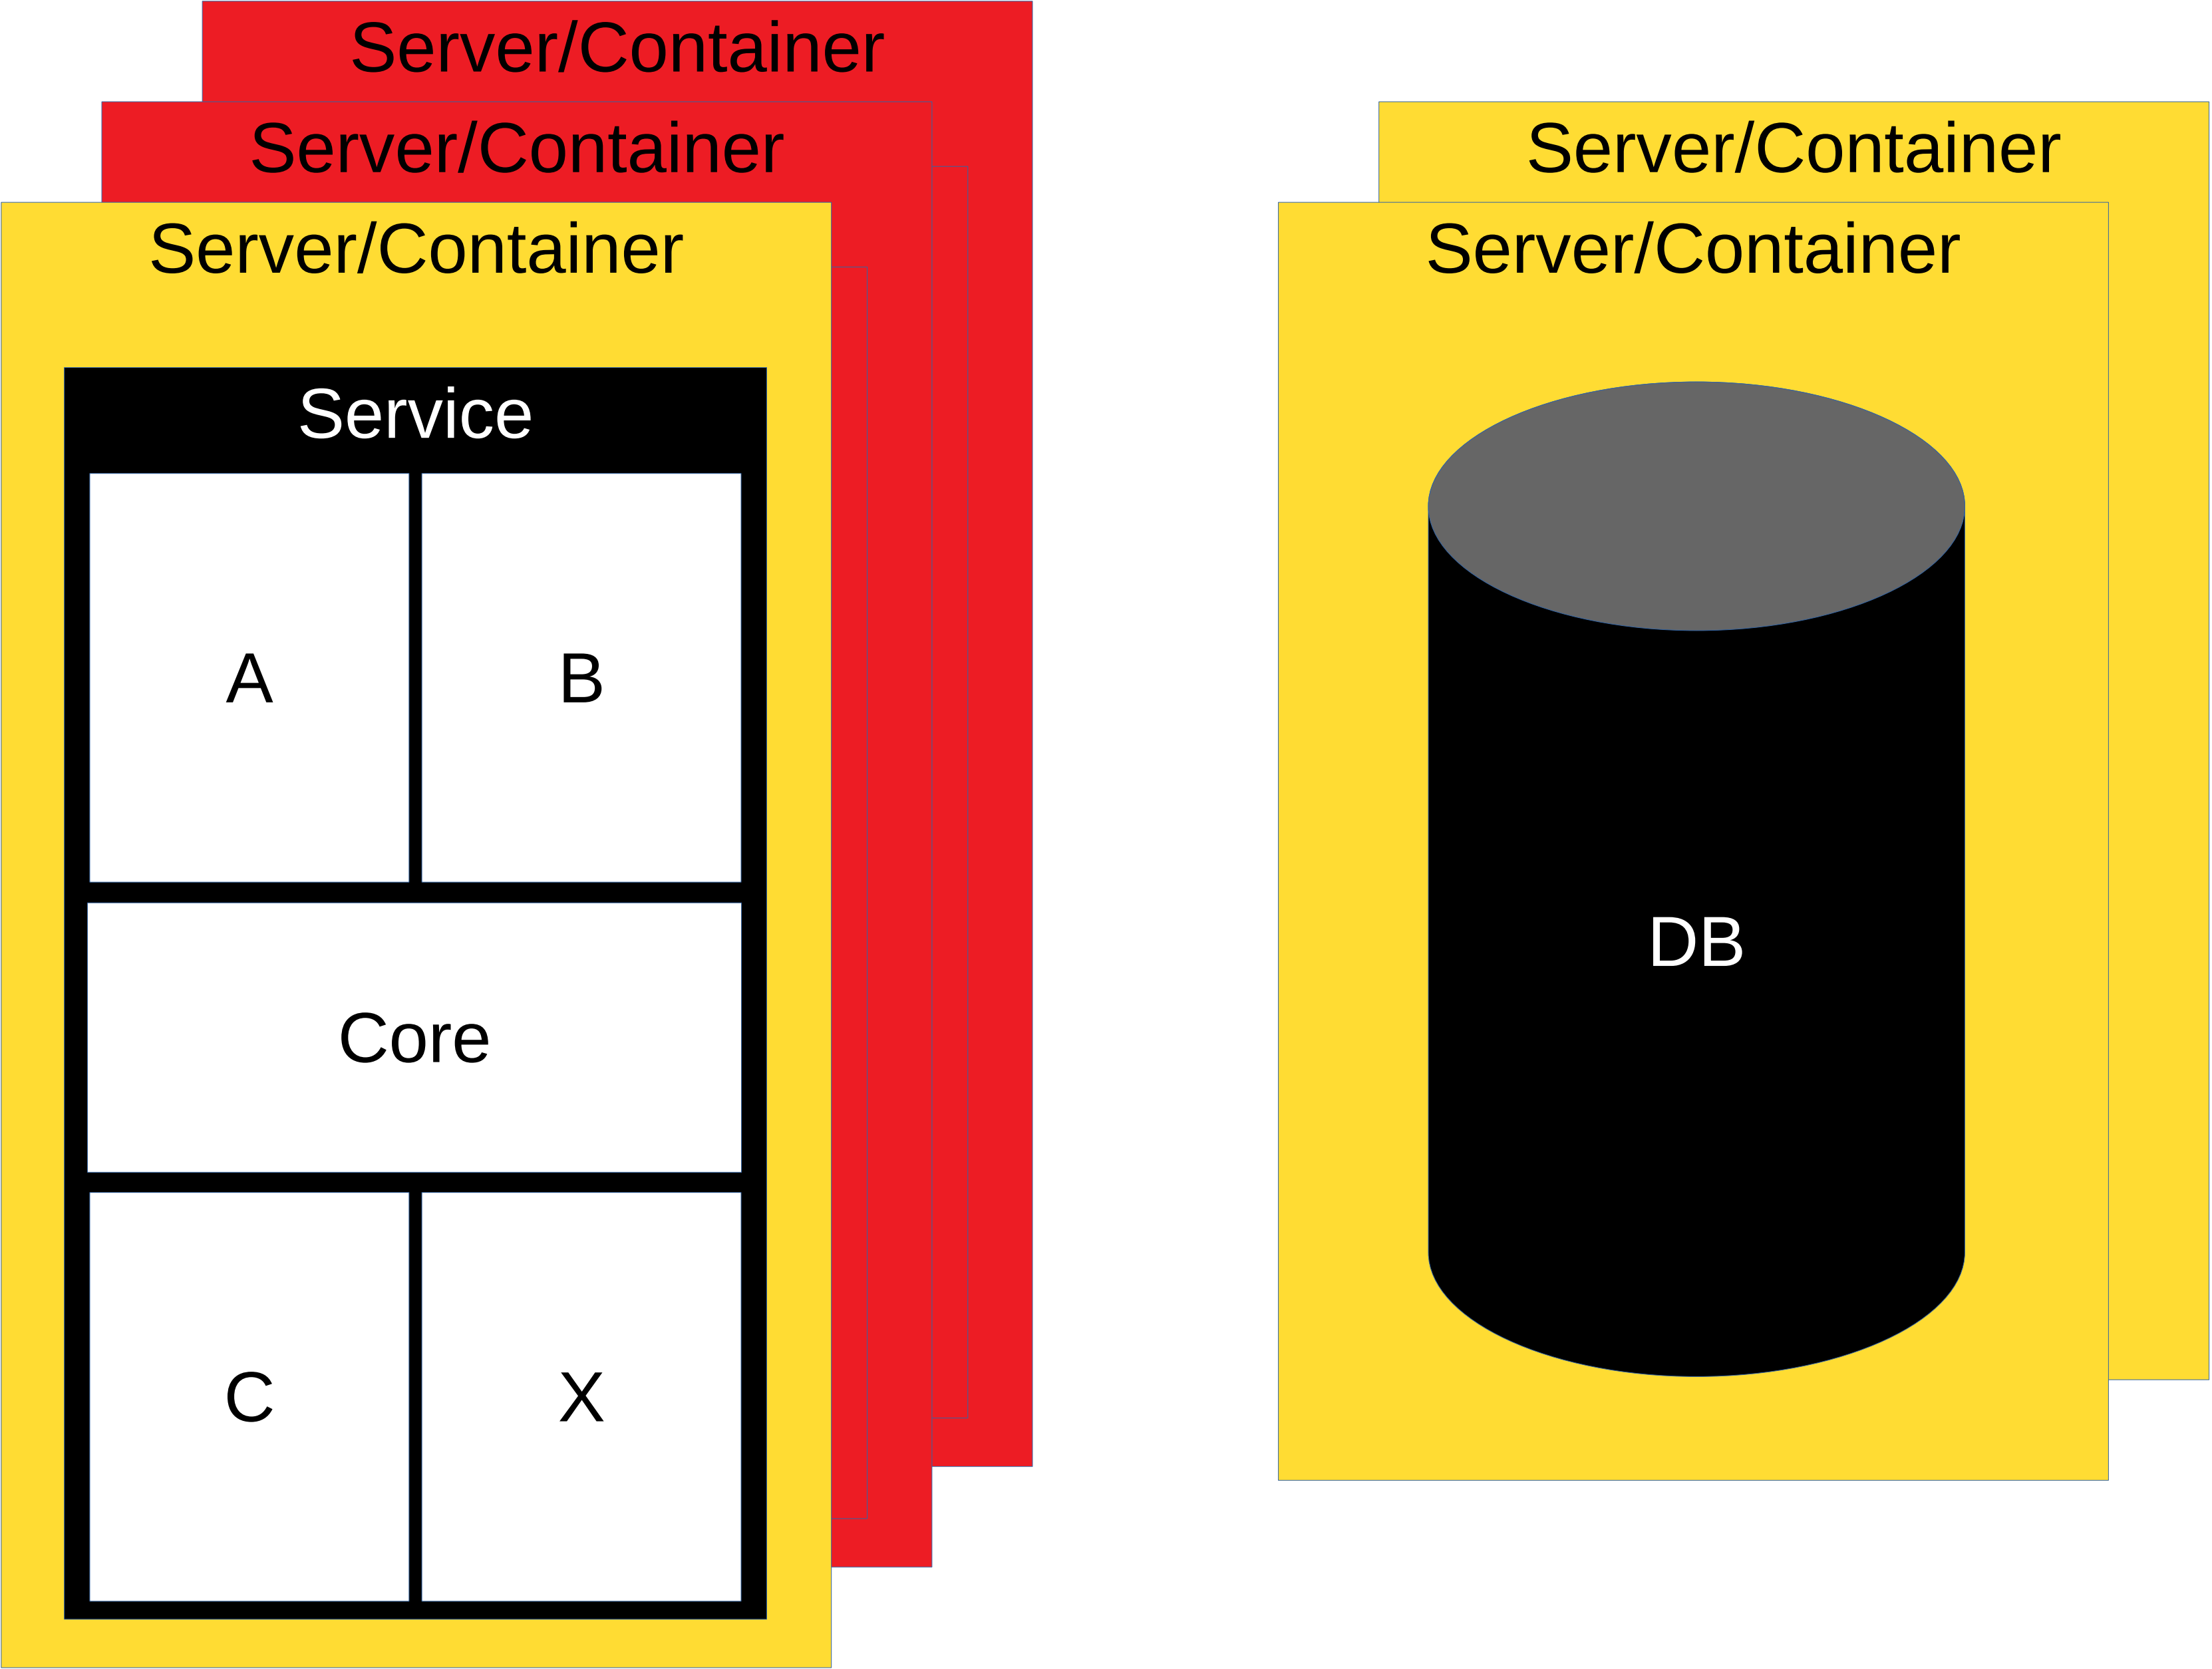 Server/Container
Server/Container
Server/Container
Service
A
B
Core
C
X
Server/Container
Server/Container
DB